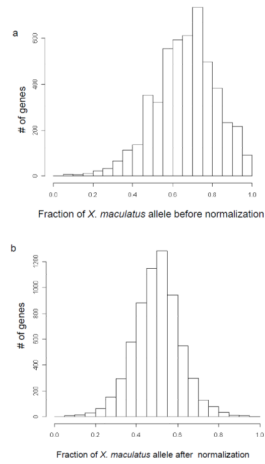 a
600
400
200
0
# of genes
0.0 0.2 0.4 0.6 0.8 1.0
Fraction of X. maculatus allele before normalization
b
1200
1000
800
600
400
200
0
# of genes
0.0 0.2 0.4 0.6 0.8 1.0
Fraction of X. maculatus allele after normalization